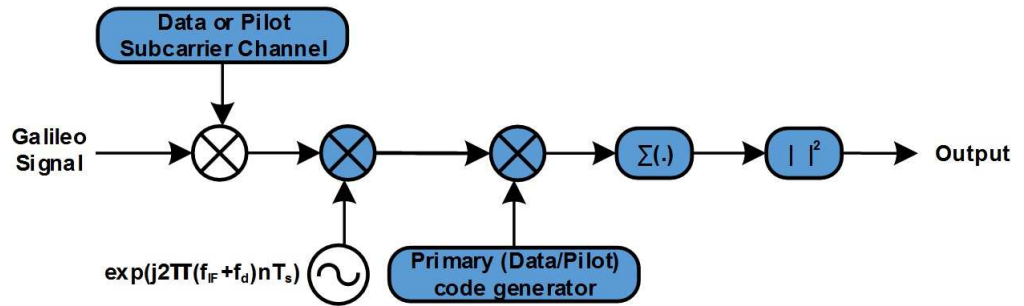 Data or Pilot
Subcarrier Channel
Galileo
Signal
Σ(.)
| |²
Output
exp(j2π(f_IF+f_d)nT_s)
Primary (Data/Pilot)
code generator